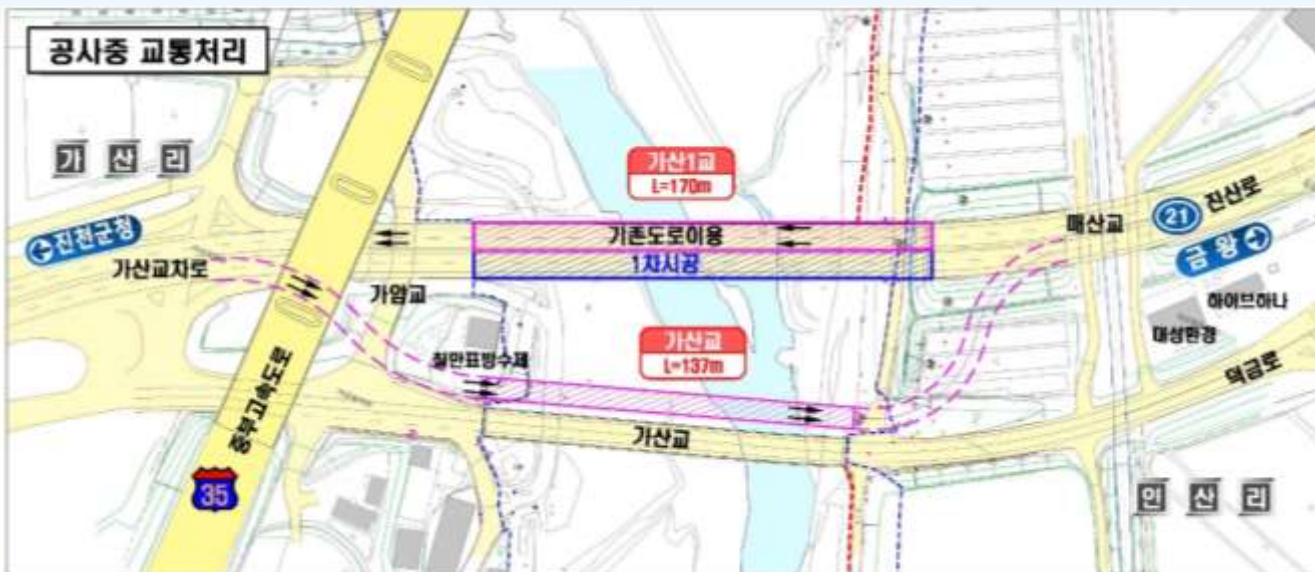 공사중 교통처리
가 산 리
진천군청
가산교차로
가암교
가산1교
L=170m
기존도로이용
1차시공
매산교
21
진산로
금 왕
하이브하나
대성환경
덕금로
가산교
L=137m
칠만표방수제
가산교
중부고속도로
35
인 산 리